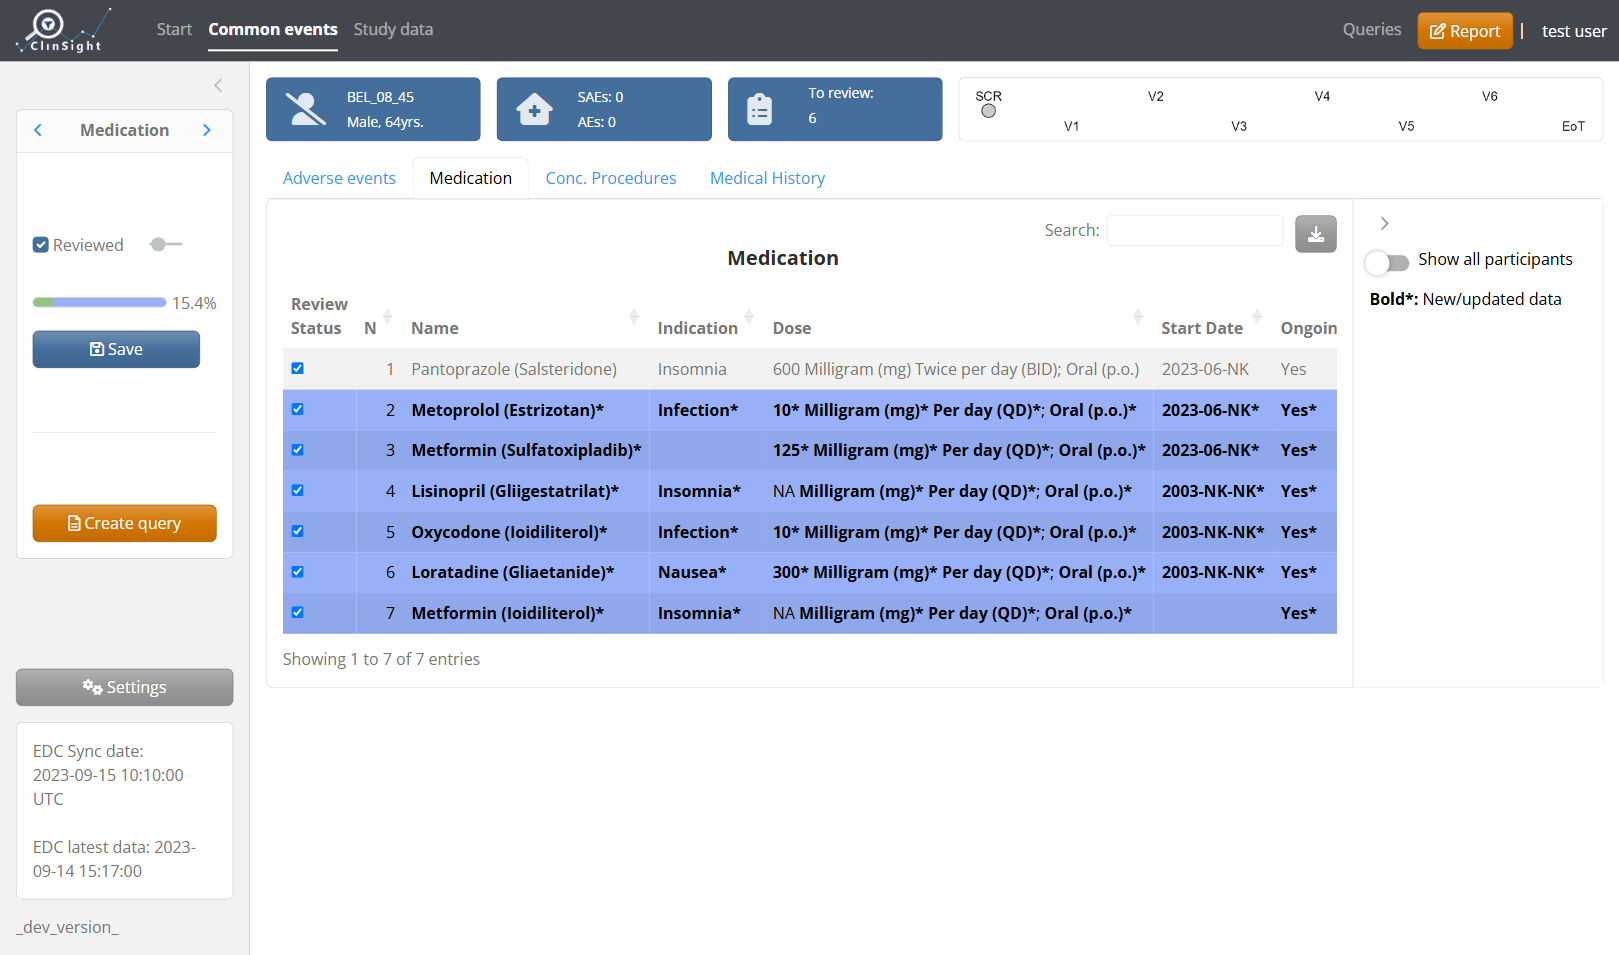 ClinSight
Start Common events Study data
Queries Report | test user
Medication
Reviewed
15.4%
Save
Create query
Settings
EDC Sync date:
2023-09-15 10:10:00
UTC
EDC latest data: 2023-
09-14 15:17:00
_dev_version_
BEL_08_45
Male, 64yrs.
SAEs: 0
AEs: 0
To review:
6
SCR V2 V4 V6
V1 V3 V5 EoT
Adverse events Medication Conc. Procedures Medical History
Search:
Medication
Review
Status N Name Indication Dose Start Date Ongoin
1 Pantoprazole (Salsteridone) Insomnia 600 Milligram (mg) Twice per day (BID); Oral (p.o.) 2023-06-NK Yes
2 Metoprolol (Estrizotan)* Infection* 10* Milligram (mg)* Per day (QD)*; Oral (p.o.)* 2023-06-NK* Yes*
3 Metformin (Sulfatoxipladib)* 125* Milligram (mg)* Per day (QD)*; Oral (p.o.)* 2023-06-NK* Yes*
4 Lisinopril (Gliigestatrilat)* Insomnia* NA Milligram (mg)* Per day (QD)*; Oral (p.o.)* 2003-NK-NK* Yes*
5 Oxycodone (Ioidiliterol)* Infection* 10* Milligram (mg)* Per day (QD)*; Oral (p.o.)* 2003-NK-NK* Yes*
6 Loratadine (Gliaetanide)* Nausea* 300* Milligram (mg)* Per day (QD)*; Oral (p.o.)* 2003-NK-NK* Yes*
7 Metformin (Ioidiliterol)* Insomnia* NA Milligram (mg)* Per day (QD)*; Oral (p.o.)* Yes*
Showing 1 to 7 of 7 entries
Show all participants
Bold*: New/updated data